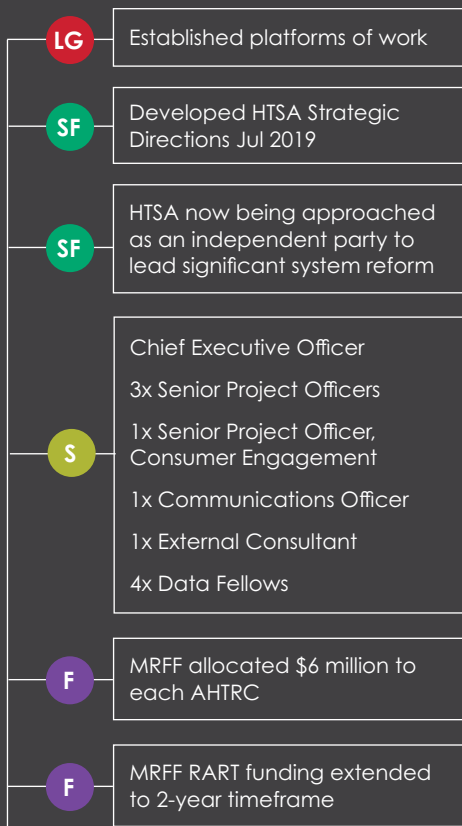 LG
Established platforms of work
SF
Developed HTSA Strategic
Directions Jul 2019
SF
HTSA now being approached
as an independent party to
lead significant system reform
S
Chief Executive Officer
3x Senior Project Officers
1x Senior Project Officer,
Consumer Engagement
1x Communications Officer
1x External Consultant
4x Data Fellows
F
MRFF allocated $6 million to
each AHTRC
F
MRFF RART funding extended
to 2-year timeframe